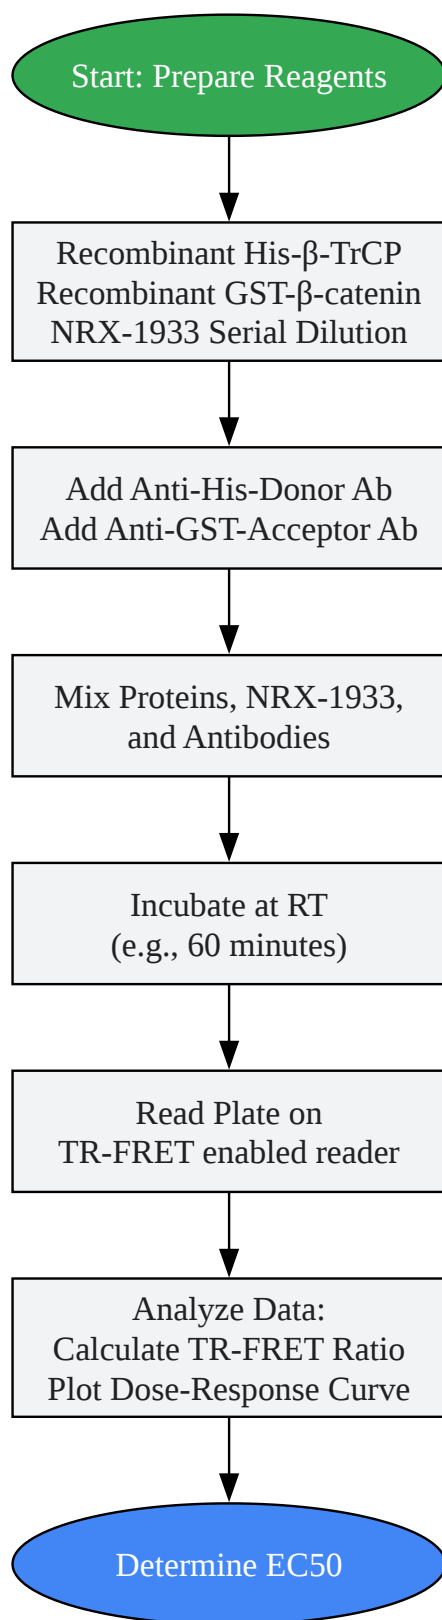 Start: Prepare Reagents
Recombinant His-β-TrCP
Recombinant GST-β-catenin
NRX-1933 Serial Dilution
Add Anti-His-Donor Ab
Add Anti-GST-Acceptor Ab
Mix Proteins, NRX-1933,
and Antibodies
Incubate at RT
(e.g., 60 minutes)
Read Plate on
TR-FRET enabled reader
Analyze Data:
Calculate TR-FRET Ratio
Plot Dose-Response Curve
Determine EC50